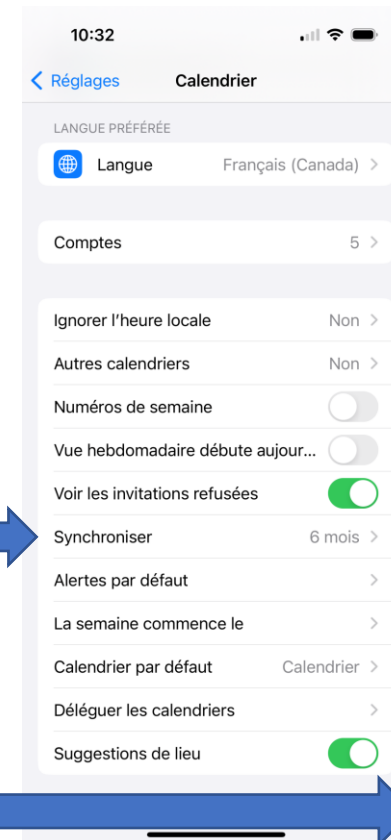 10:32
Réglages Calendrier
LANGUE PRÉFÉRÉE
Langue Français (Canada)
Comptes 5
Ignorer l'heure locale Non
Autres calendriers Non
Numéros de semaine
Vue hebdomadaire débute aujour...
Voir les invitations refusées
Synchroniser 6 mois
Alertes par défaut
La semaine commence le
Calendrier par défaut Calendrier
Déléguer les calendriers
Suggestions de lieu